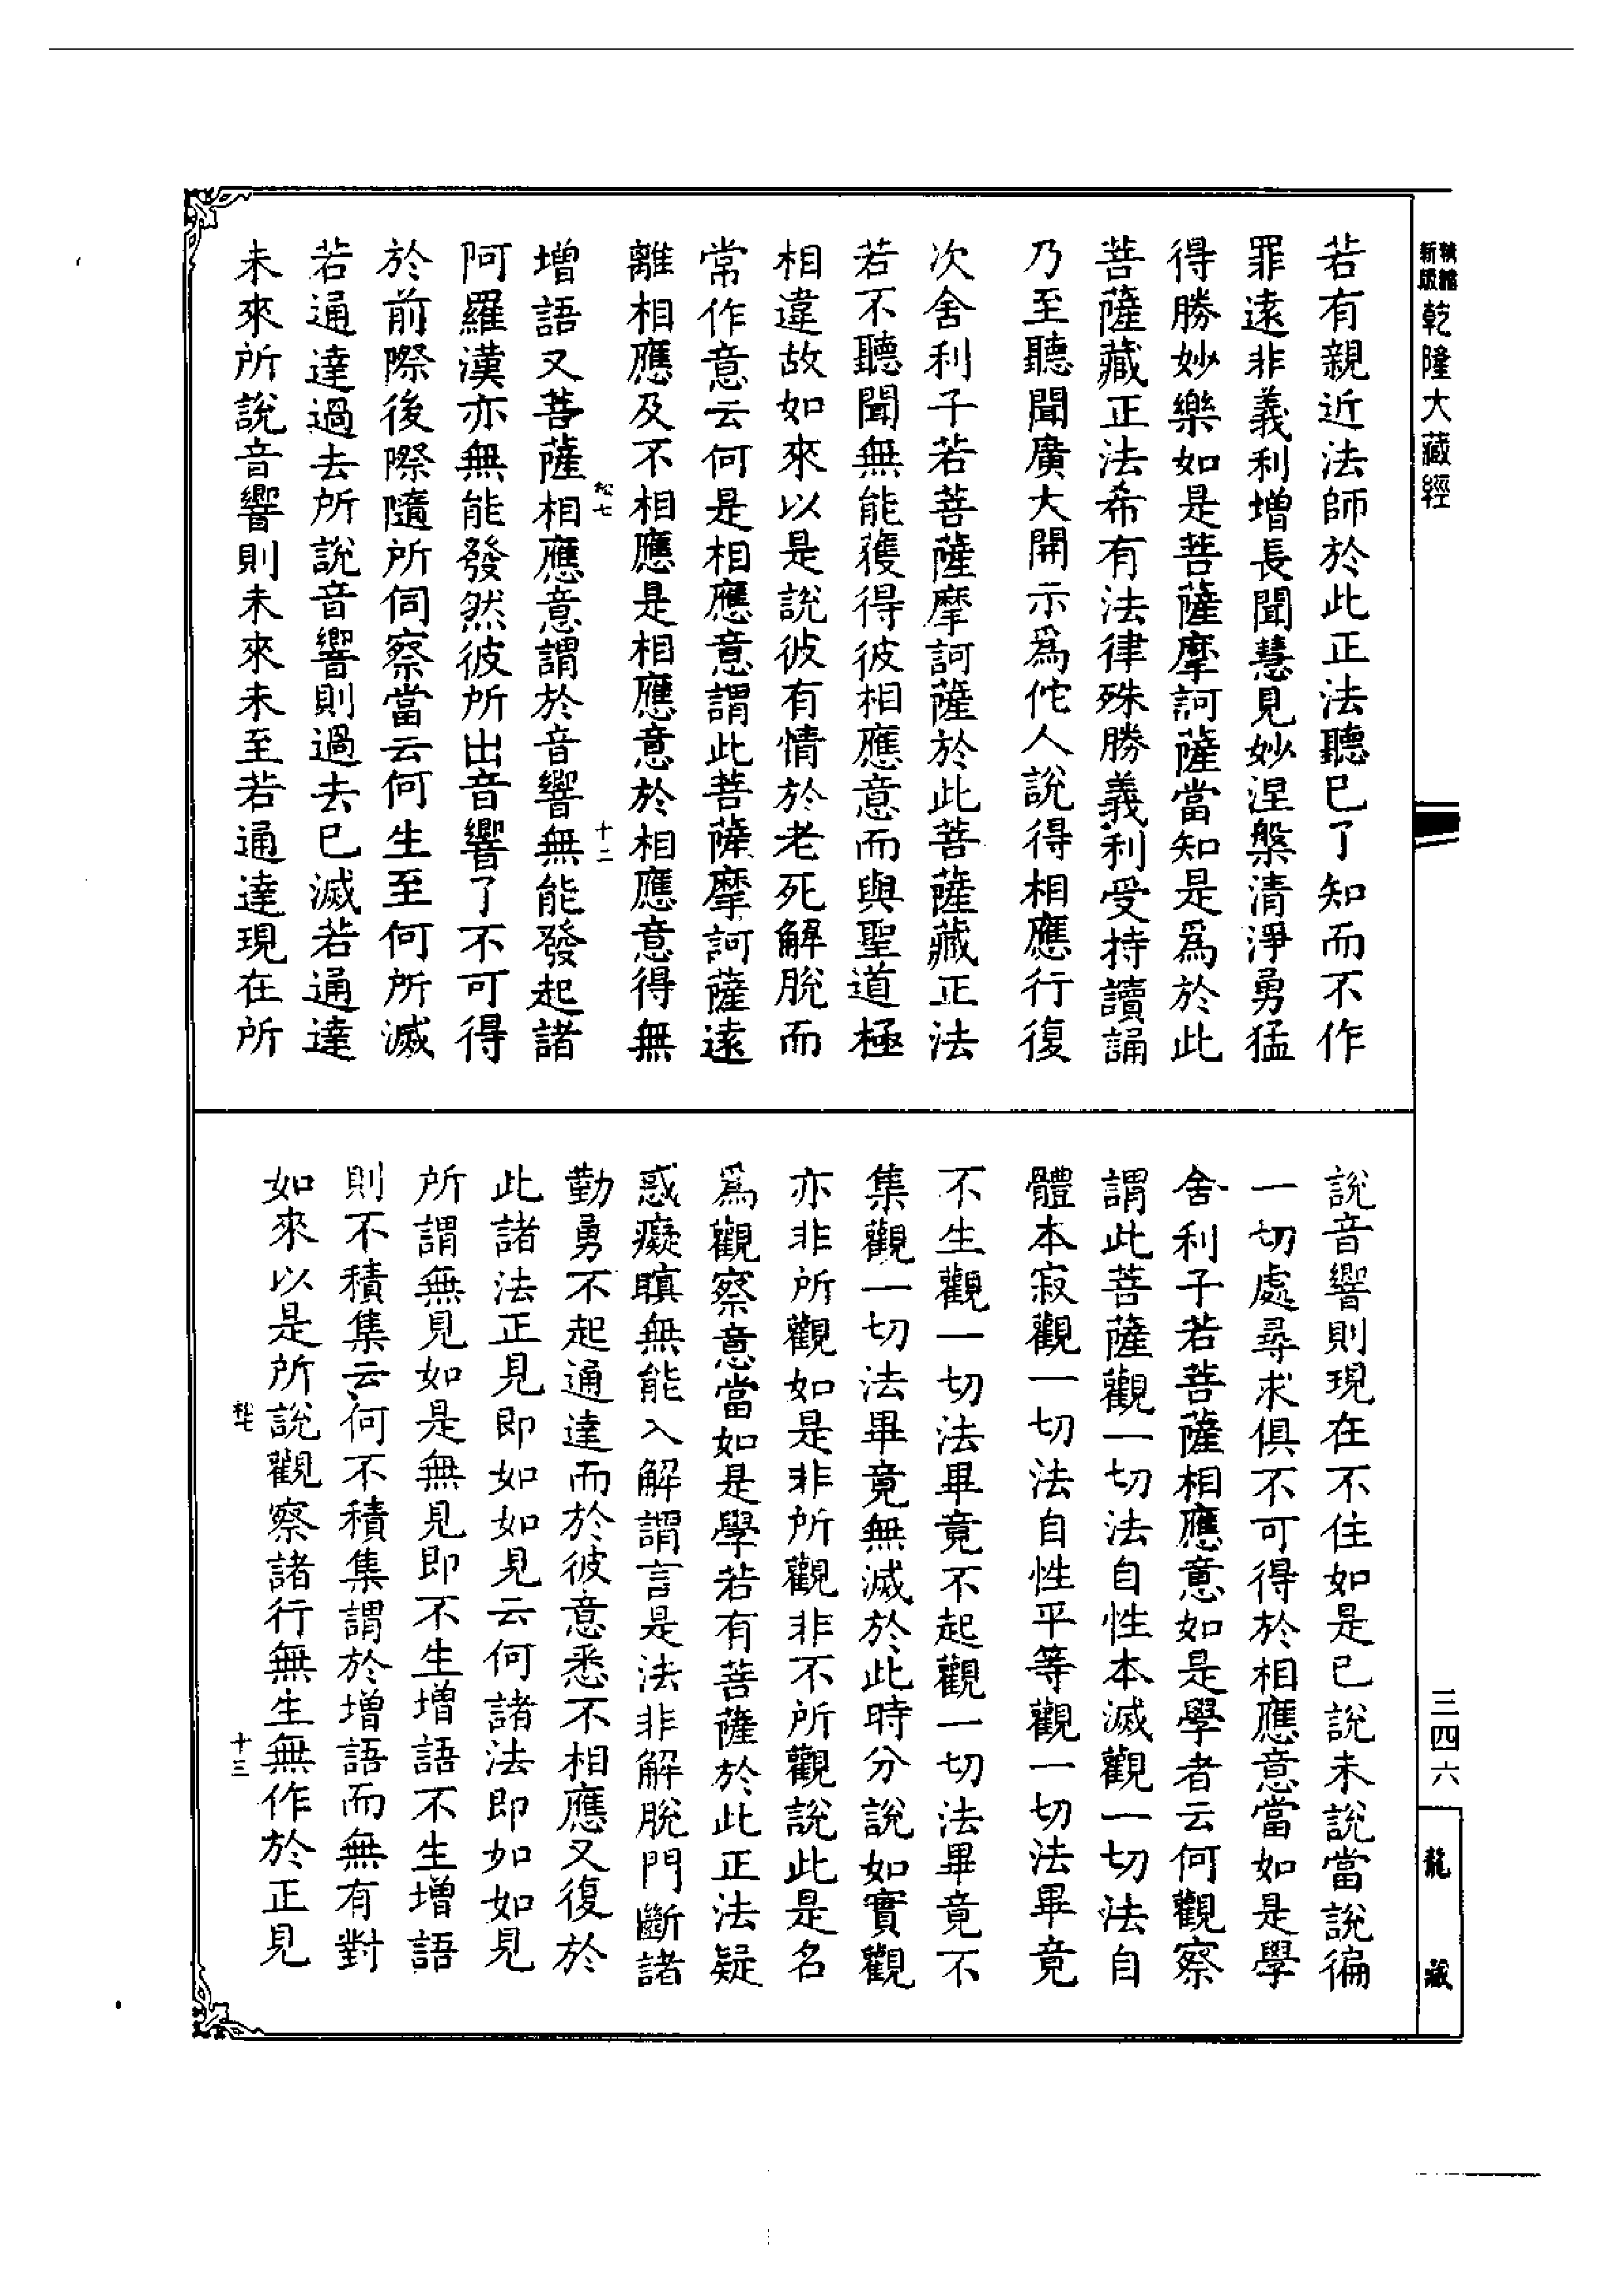 乾隆大藏經
若有親近法師於此正法聽已了知而不作
罪遠非義利增長聞慧見妙涅槃清淨勇猛
得勝妙樂如是菩薩摩訶薩當知是爲於此
菩薩藏正法希有法律殊勝義利受持讀誦
乃至聽聞廣大開示爲佗人說得相應行復
次舍利子若菩薩摩訶薩於此菩薩藏正法
若不聽聞無能獲得彼相應意而與聖道極
相違故如來以是說彼有情於老死解脫而
常作意云何是相應意謂此菩薩摩訶薩遠
離相應及不相應是相應意於相應意得無
十二
增語又菩薩相應意謂於音響無能發起諸
阿羅漢亦無能發然彼所出音響了不可得
於前際後際隨所伺察當云何生至何所滅
若通達過去所說音響則過去已滅若通達
未來所說音響則未來未至若通達現在所
說音響則現在不住如是已說未說當說徧
一切處尋求俱不可得於相應意當如是學
舍利子若菩薩相應意如是學者云何觀察
謂此菩薩觀一切法自性本滅觀一切法自
體本寂觀一切法自性平等觀一切法畢竟
不生觀一切法畢竟不起觀一切法畢竟不
集觀一切法畢竟無滅於此時分說如實觀
亦非所觀如是非所觀非不所觀說此是名
爲觀察意當如是學若有菩薩於此正法疑
惑癡瞋無能入解謂言是法非解脫門斷諸
勤勇不起通達而於彼意悉不相應又復於
此諸法正見即如如見云何諸法即如如見
所謂無見如是無見即不生增語不生增語
則不積集云何不積集謂於增語而無有對
如來以是所說觀察諸行無生無作於正見
十三
三四六
龍藏